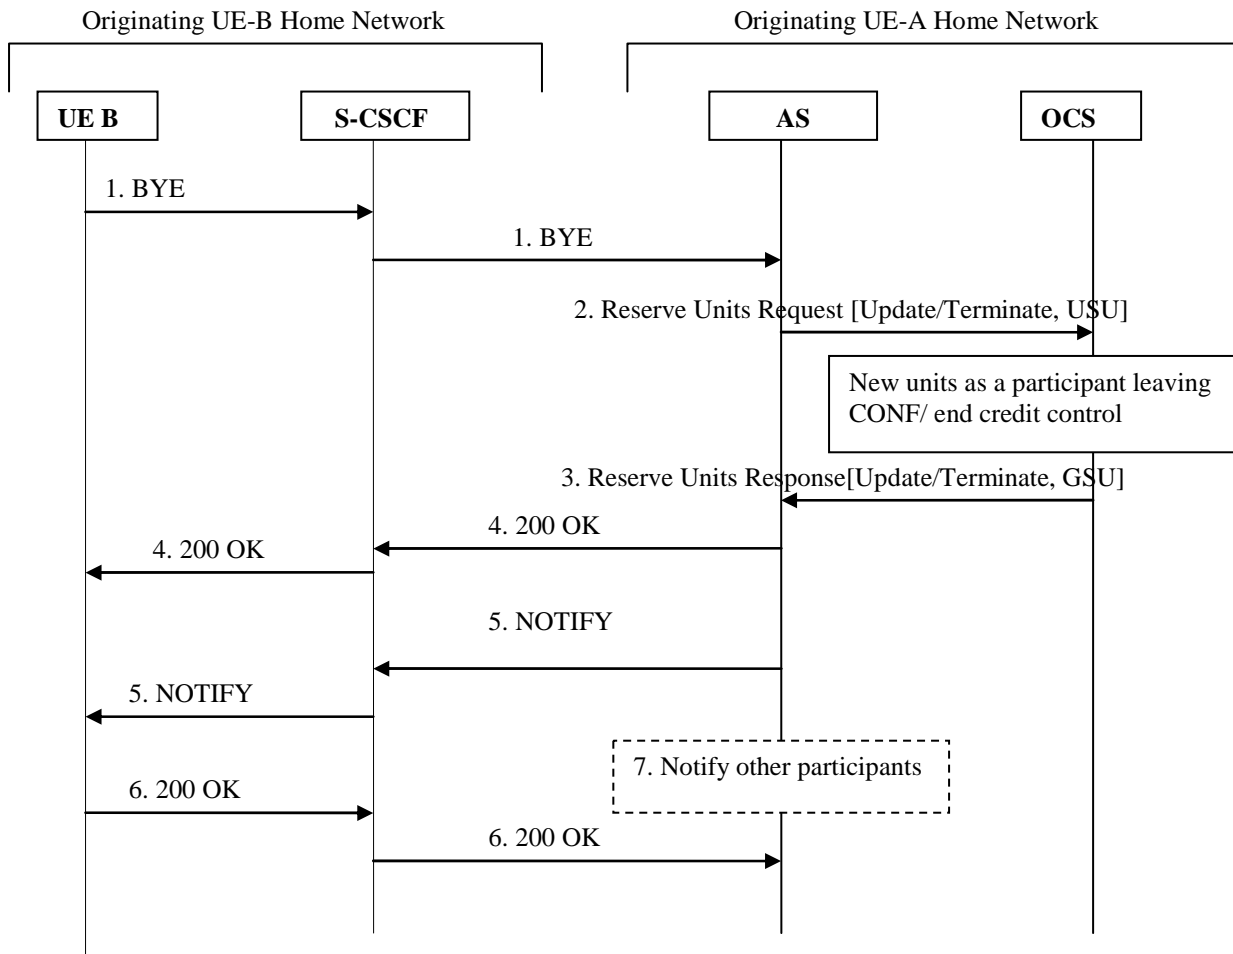 Originating UE-B Home Network
Originating UE-A Home Network
UE B
S-CSCF
AS
OCS
1. BYE
1. BYE
2. Reserve Units Request [Update/Terminate, USU]
New units as a participant leaving
CONF/ end credit control
3. Reserve Units Response[Update/Terminate, GSU]
4. 200 OK
4. 200 OK
5. NOTIFY
5. NOTIFY
7. Notify other participants
6. 200 OK
6. 200 OK